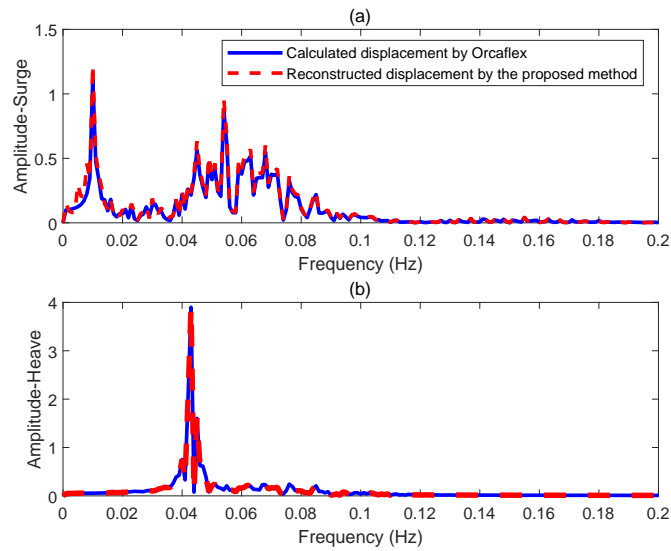 (a)
1.5
1
0.5
0
Amplitude-Surge
Calculated displacement by Orcaflex
Reconstructed displacement by the proposed method
0 0.02 0.04 0.06 0.08 0.1 0.12 0.14 0.16 0.18 0.2
Frequency (Hz)
(b)
4
3
2
1
0
Amplitude-Heave
0 0.02 0.04 0.06 0.08 0.1 0.12 0.14 0.16 0.18 0.2
Frequency (Hz)